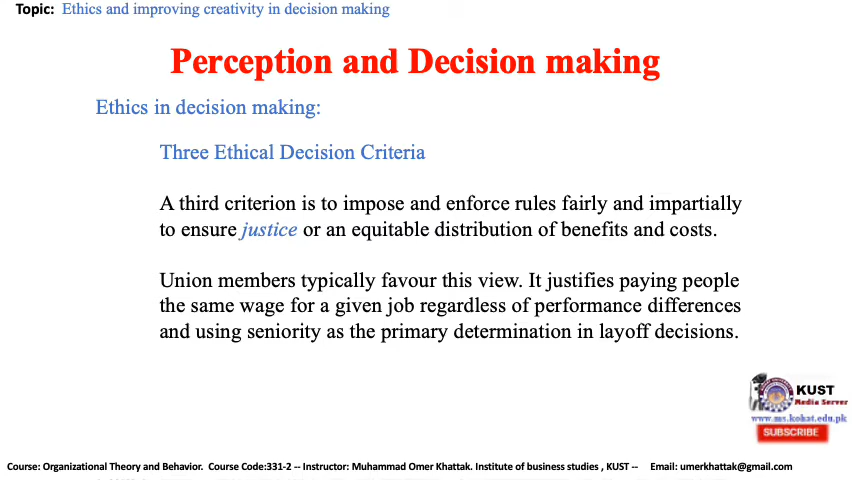 Topic: Ethics and improving creativity in decision making
Perception and Decision making
Ethics in decision making:
Three Ethical Decision Criteria
A third criterion is to impose and enforce rules fairly and impartially
to ensure justice or an equitable distribution of benefits and costs.
Union members typically favour this view. It justifies paying people
the same wage for a given job regardless of performance differences
and using seniority as the primary determination in layoff decisions.
KUST
Media Server
www.ms.kohat.edu.pk
SUBSCRIBE
Course: Organizational Theory and Behavior. Course Code:331-2 -- Instructor: Muhammad Omer Khattak. Institute of business studies , KUST -- Email: umerkhattak@gmail.com